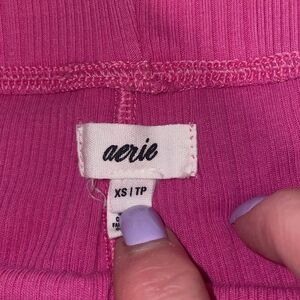 aerie
XS | TP